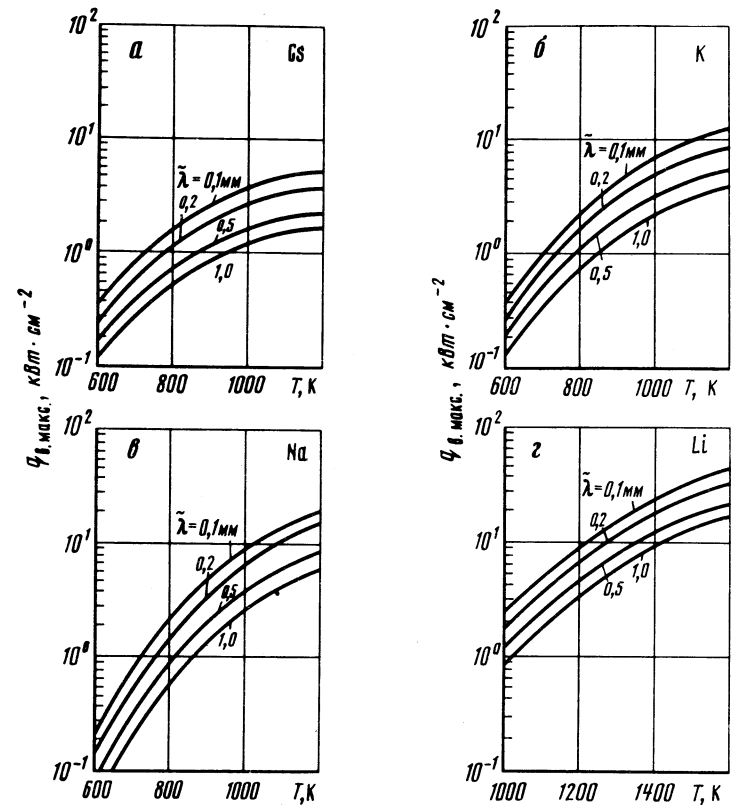 10² а Cs
10¹
λ̃ = 0,1мм
0,2
0,5
10⁰
1,0
10⁻¹
600 800 1000 T, К
10² б K
10¹
λ̃ = 0,1мм
0,2
1,0
10⁰
0,5
10⁻¹
600 800 1000 T, К
q в.макс., квт · см⁻²
q в.макс., квт · см⁻²
10² в Na
λ̃ = 0,1мм
10¹
0,2
0,5
1,0
10⁰
10⁻¹
600 800 1000 T, К
10² г Li
λ̃ = 0,1мм
0,2
10¹
1,0
0,5
10⁰
10⁻¹
1000 1200 1400 T, К